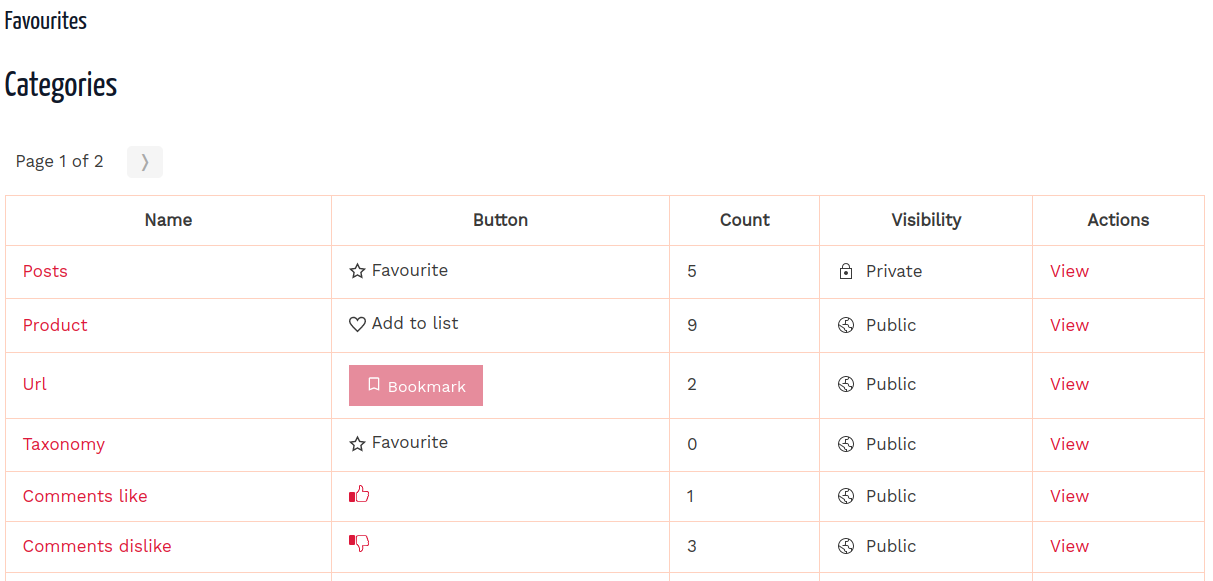 Favourites
Categories
Page 1 of 2
Name Button Count Visibility Actions
Posts Favourite 5 Private View
Product Add to list 9 Public View
Url Bookmark 2 Public View
Taxonomy Favourite 0 Public View
Comments like 1 Public View
Comments dislike 3 Public View